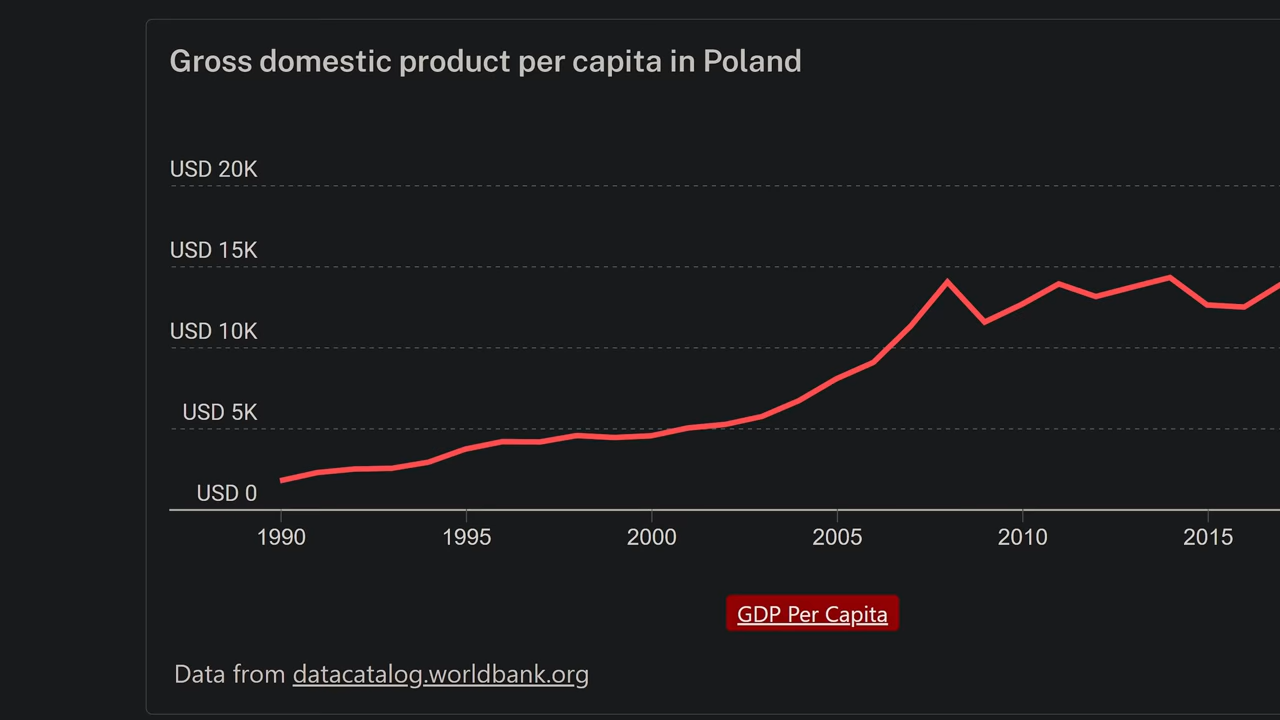 Gross domestic product per capita in Poland
USD 20K
USD 15K
USD 10K
USD 5K
USD 0
1990 1995 2000 2005 2010 2015
GDP Per Capita
Data from datacatalog.worldbank.org